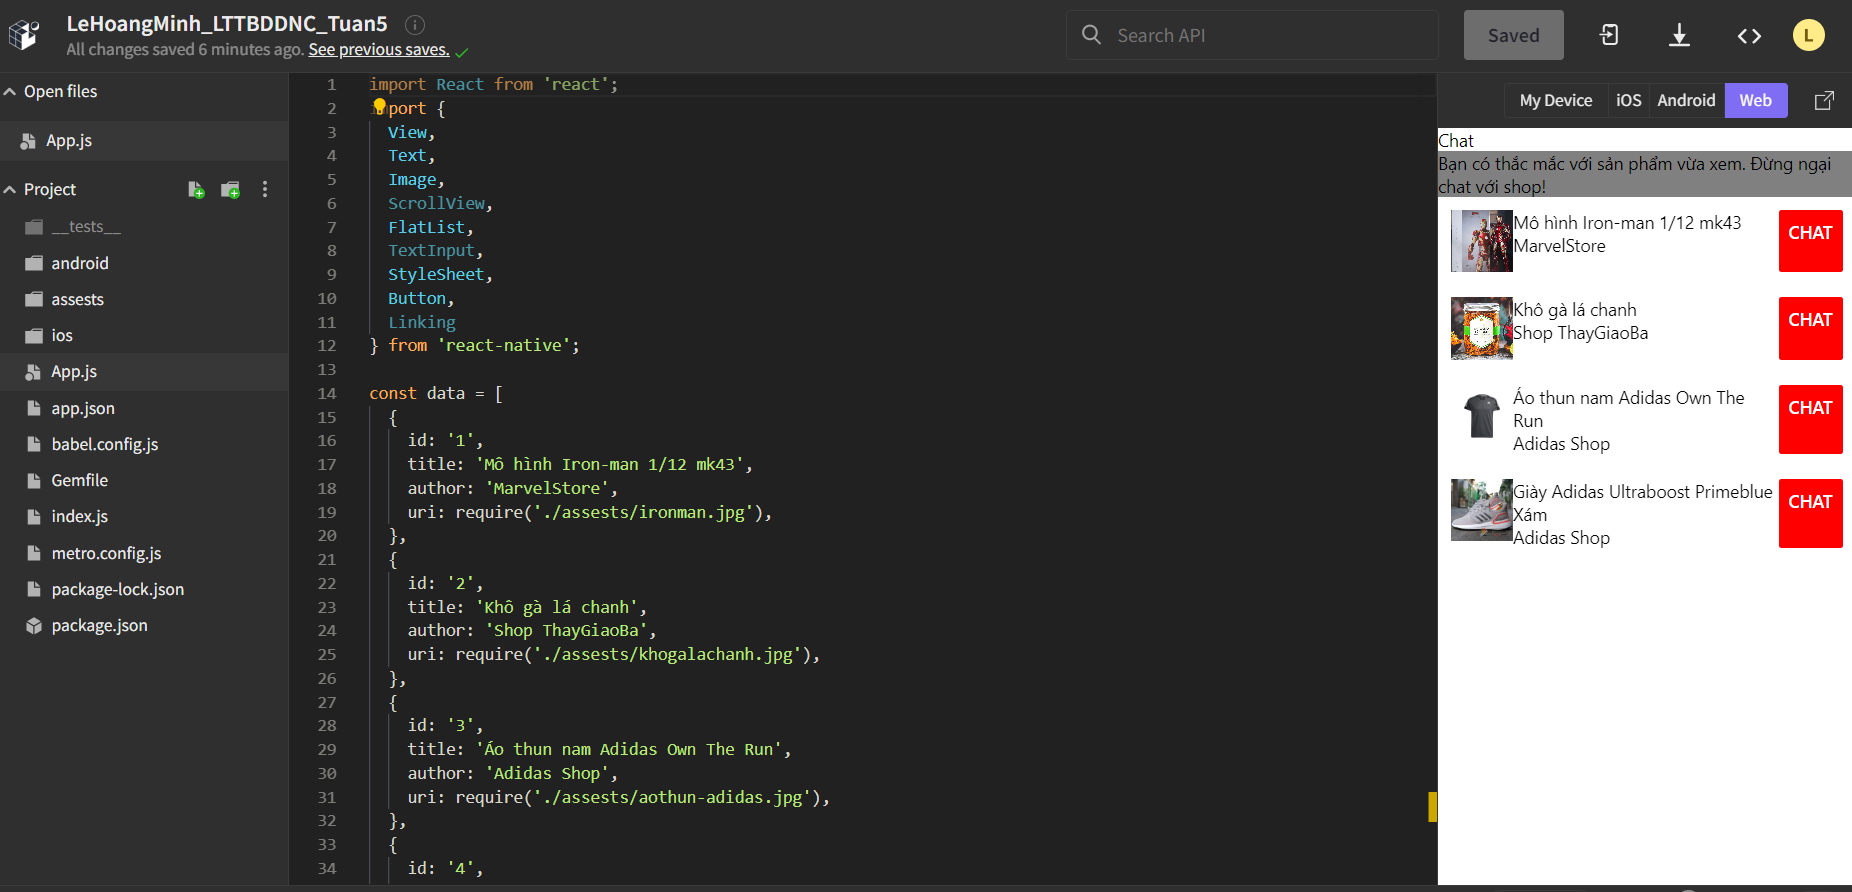 LeHoangMinh_LTTBDDNC_Tuan5
All changes saved 6 minutes ago. See previous saves.
Search API
Saved
L
Open files
App.js
Project
__tests__
android
assests
ios
App.js
app.json
babel.config.js
Gemfile
index.js
metro.config.js
package-lock.json
package.json
1 import React from 'react';
2 import {
3 View,
4 Text,
5 Image,
6 ScrollView,
7 FlatList,
8 TextInput,
9 StyleSheet,
10 Button,
11 Linking
12 } from 'react-native';
13
14 const data = [
15 {
16 id: '1',
17 title: 'Mô hình Iron-man 1/12 mk43',
18 author: 'MarvelStore',
19 uri: require('./assests/ironman.jpg'),
20 },
21 {
22 id: '2',
23 title: 'Khô gà lá chanh',
24 author: 'Shop ThayGiaoBa',
25 uri: require('./assests/khogalachanh.jpg'),
26 },
27 {
28 id: '3',
29 title: 'Áo thun nam Adidas Own The Run',
30 author: 'Adidas Shop',
31 uri: require('./assests/aothun-adidas.jpg'),
32 },
33 {
34 id: '4',
My Device iOS Android Web
Chat
Bạn có thắc mắc với sản phẩm vừa xem. Đừng ngại
chat với shop!
Mô hình Iron-man 1/12 mk43
MarvelStore
CHAT
Khô gà lá chanh
Shop ThayGiaoBa
CHAT
Áo thun nam Adidas Own The
Run
Adidas Shop
CHAT
Giày Adidas Ultraboost Primeblue
Xám
Adidas Shop
CHAT